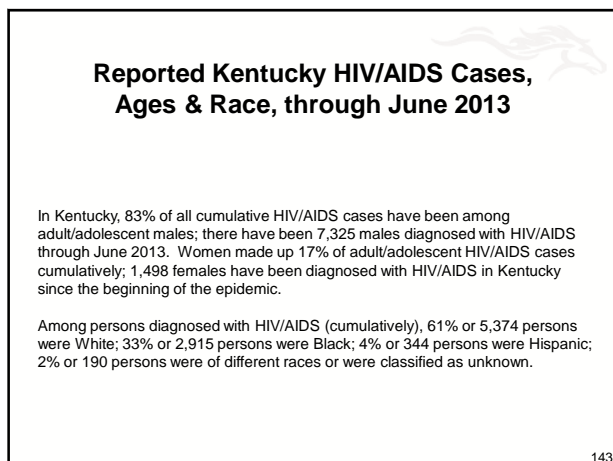 Reported Kentucky HIV/AIDS Cases,
Ages & Race, through June 2013
In Kentucky, 83% of all cumulative HIV/AIDS cases have been among
adult/adolescent males; there have been 7,325 males diagnosed with HIV/AIDS
through June 2013.  Women made up 17% of adult/adolescent HIV/AIDS cases
cumulatively; 1,498 females have been diagnosed with HIV/AIDS in Kentucky
since the beginning of the epidemic.
Among persons diagnosed with HIV/AIDS (cumulatively), 61% or 5,374 persons
were White; 33% or 2,915 persons were Black; 4% or 344 persons were Hispanic;
2% or 190 persons were of different races or were classified as unknown.
143